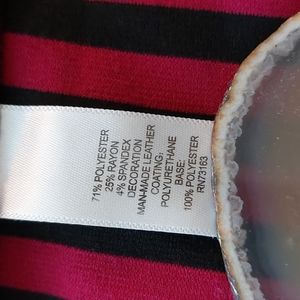 71% POLYESTER
25% RAYON
4% SPANDEX
DECORATION
MAN-MADE LEATHER
COATING:
POLYURETHANE
BASE:
100% POLYESTER
RN73163